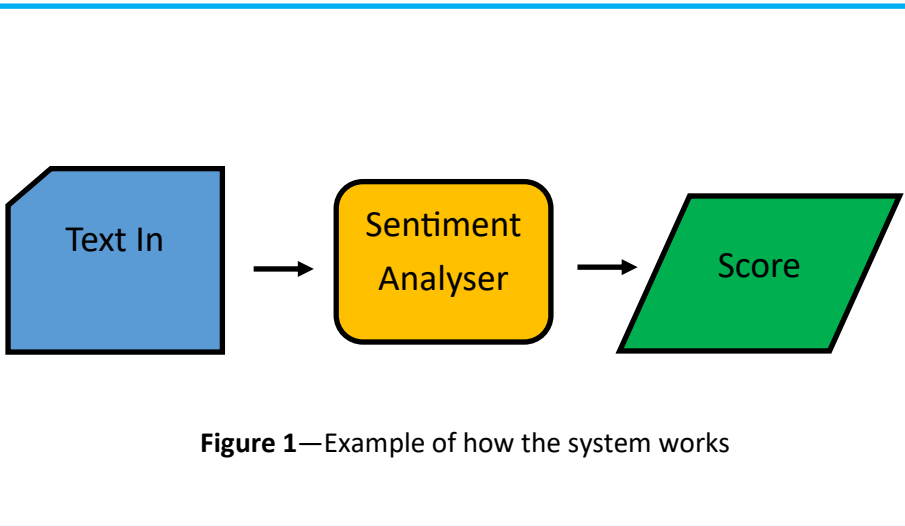 Text In
Sentiment
Analyser
Score
Figure 1—Example of how the system works